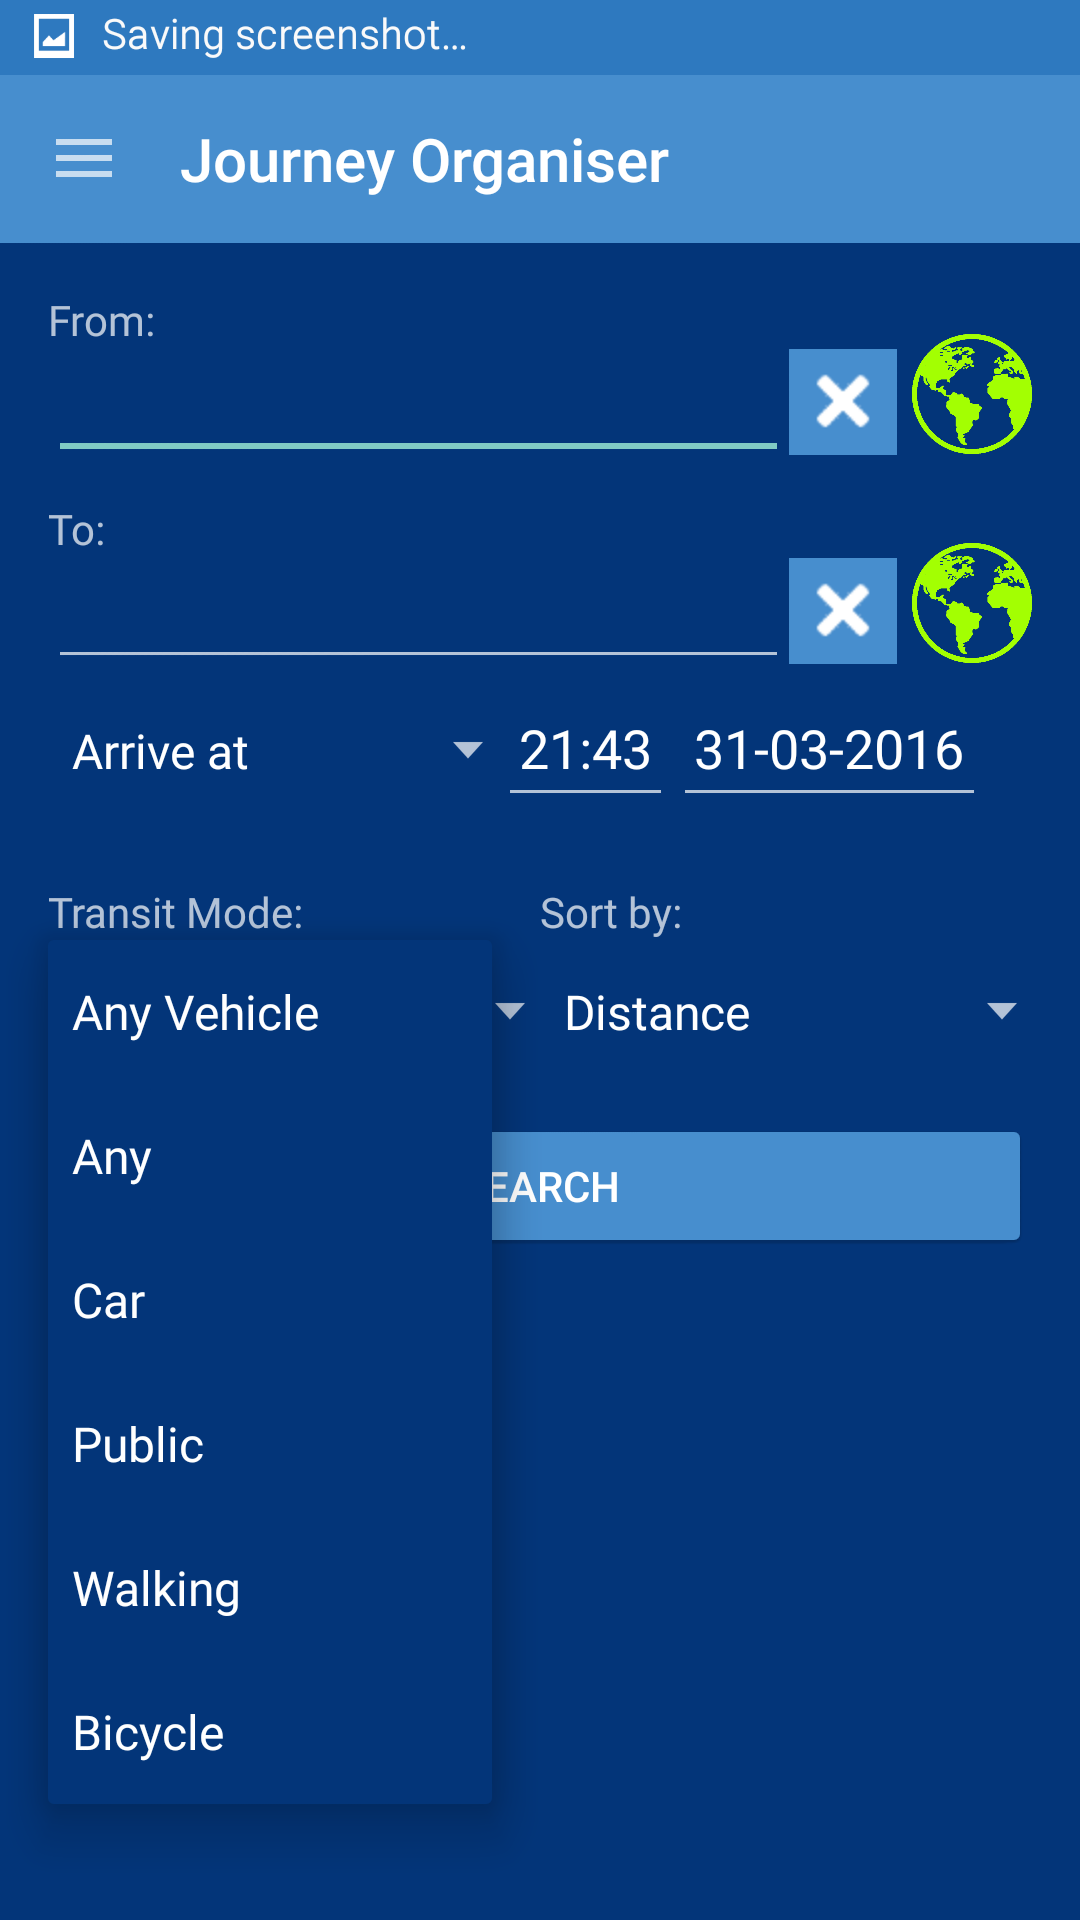 Saving screenshot...
Journey Organiser
From:
To:
Arrive at 21:43 31-03-2016
Transit Mode: Sort by:
Any Vehicle Distance
Any
EARCH
Car
Public
Walking
Bicycle